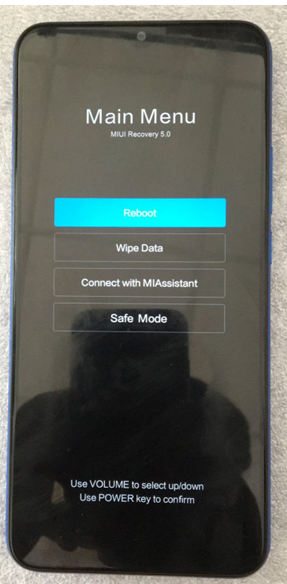 Main Menu
MIUI Recovery 5.0
Reboot
Wipe Data
Connect with MIAssistant
Safe Mode
Use VOLUME to select up/down
Use POWER key to confirm